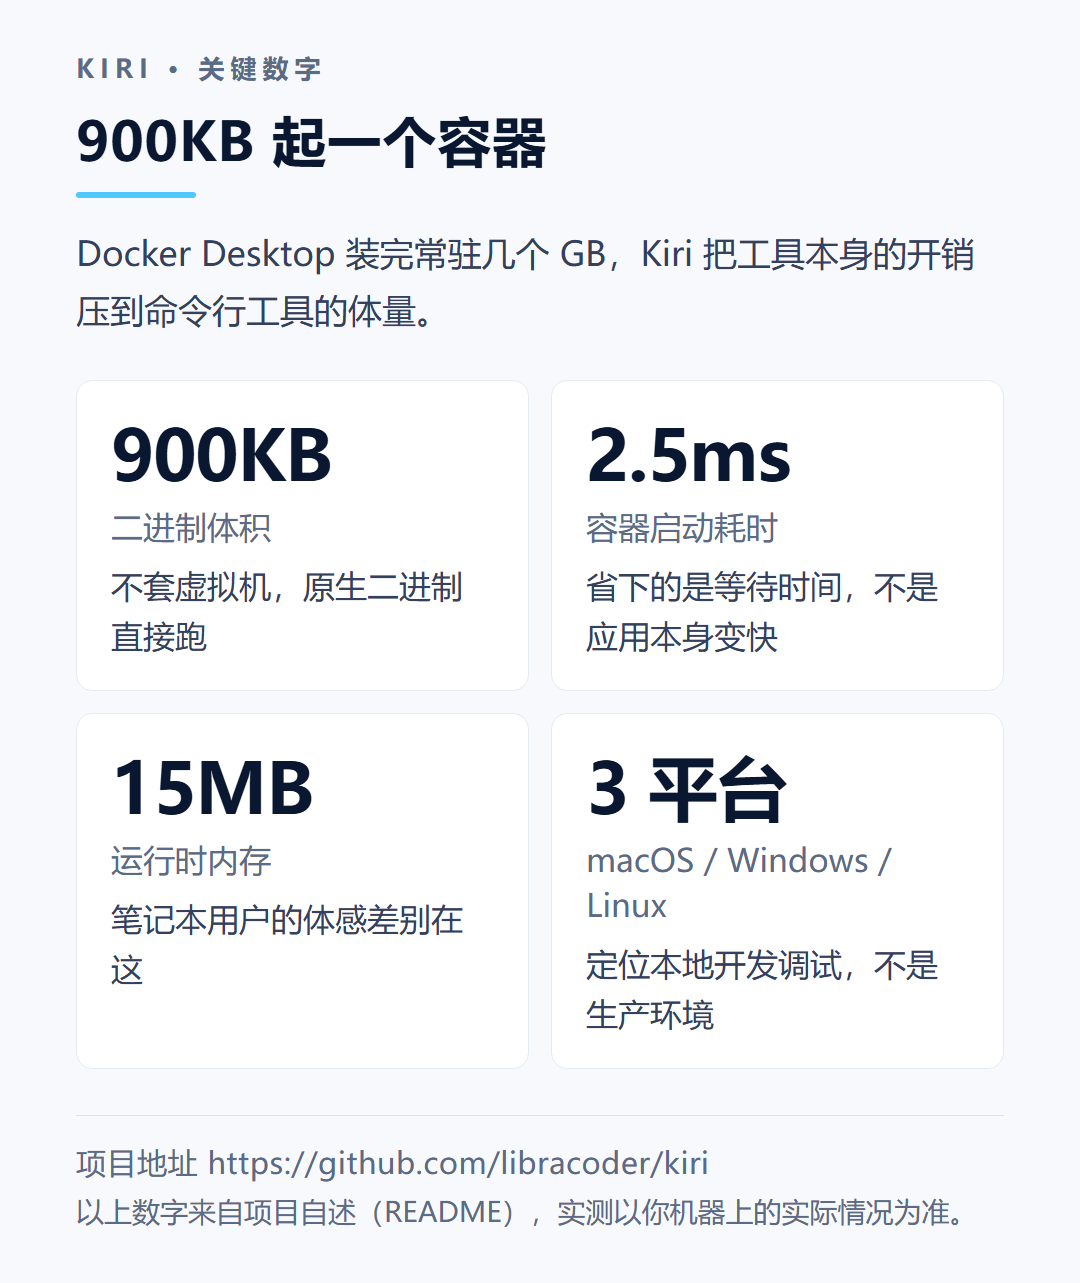 KIRI • 关键数字
900KB 起一个容器
Docker Desktop 装完常驻几个 GB，Kiri 把工具本身的开销
压到命令行工具的体量。
900KB
二进制体积
不套虚拟机，原生二进制
直接跑
2.5ms
容器启动耗时
省下的是等待时间，不是
应用本身变快
15MB
运行时内存
笔记本用户的体感差别在
这
3 平台
macOS / Windows /
Linux
定位本地开发调试，不是
生产环境
项目地址 https://github.com/libracoder/kiri
以上数字来自项目自述（README），实测以你机器上的实际情况为准。